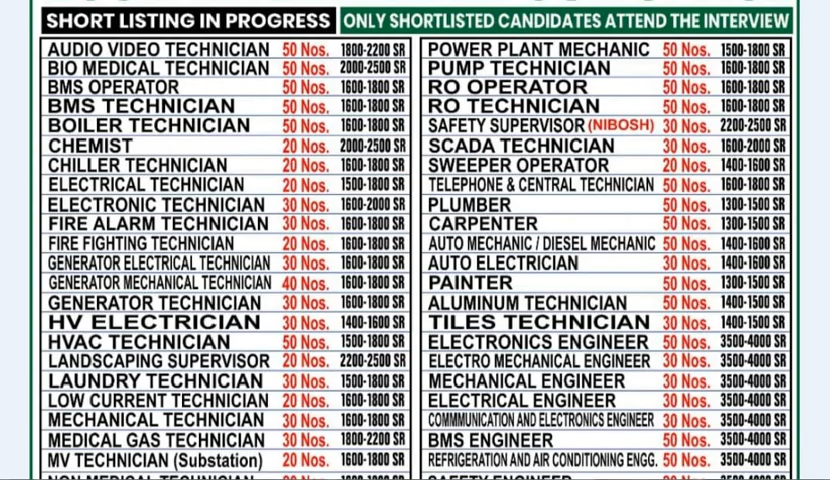 SHORT LISTING IN PROGRESS
ONLY SHORTLISTED CANDIDATES ATTEND THE INTERVIEW
AUDIO VIDEO TECHNICIAN 50 Nos. 1800-2200 SR
BIO MEDICAL TECHNICIAN 50 Nos. 2000-2500 SR
BMS OPERATOR 50 Nos. 1600-1800 SR
BMS TECHNICIAN 50 Nos. 1600-1800 SR
BOILER TECHNICIAN 50 Nos. 1600-1800 SR
CHEMIST 20 Nos. 2000-2500 SR
CHILLER TECHNICIAN 20 Nos. 1600-1800 SR
ELECTRICAL TECHNICIAN 20 Nos. 1500-1800 SR
ELECTRONIC TECHNICIAN 30 Nos. 1600-2000 SR
FIRE ALARM TECHNICIAN 30 Nos. 1600-1800 SR
FIRE FIGHTING TECHNICIAN 20 Nos. 1600-1800 SR
GENERATOR ELECTRICAL TECHNICIAN 30 Nos. 1600-1800 SR
GENERATOR MECHANICAL TECHNICIAN 40 Nos. 1600-1800 SR
GENERATOR TECHNICIAN 30 Nos. 1600-1800 SR
HV ELECTRICIAN 30 Nos. 1400-1600 SR
HVAC TECHNICIAN 50 Nos. 1500-1800 SR
LANDSCAPING SUPERVISOR 20 Nos. 2200-2500 SR
LAUNDRY TECHNICIAN 30 Nos. 1500-1800 SR
LOW CURRENT TECHNICIAN 20 Nos. 1600-1800 SR
MECHANICAL TECHNICIAN 30 Nos. 1600-1800 SR
MEDICAL GAS TECHNICIAN 30 Nos. 1800-2200 SR
MV TECHNICIAN (Substation) 20 Nos. 1600-1800 SR
POWER PLANT MECHANIC 50 Nos. 1500-1800 SR
PUMP TECHNICIAN 50 Nos. 1600-1800 SR
RO OPERATOR 50 Nos. 1600-1800 SR
RO TECHNICIAN 50 Nos. 1600-1800 SR
SAFETY SUPERVISOR (NIBOSH) 30 Nos. 2200-2500 SR
SCADA TECHNICIAN 30 Nos. 1600-2000 SR
SWEEPER OPERATOR 20 Nos. 1400-1600 SR
TELEPHONE & CENTRAL TECHNICIAN 50 Nos. 1600-1800 SR
PLUMBER 50 Nos. 1300-1500 SR
CARPENTER 50 Nos. 1300-1500 SR
AUTO MECHANIC / DIESEL MECHANIC 50 Nos. 1400-1600 SR
AUTO ELECTRICIAN 30 Nos. 1400-1600 SR
PAINTER 50 Nos. 1300-1500 SR
ALUMINUM TECHNICIAN 50 Nos. 1400-1500 SR
TILES TECHNICIAN 30 Nos. 1400-1500 SR
ELECTRONICS ENGINEER 50 Nos. 3500-4000 SR
ELECTRO MECHANICAL ENGINEER 30 Nos. 3500-4000 SR
MECHANICAL ENGINEER 30 Nos. 3500-4000 SR
ELECTRICAL ENGINEER 30 Nos. 3500-4000 SR
COMMMUNICATION AND ELECTRONICS ENGINEER 30 Nos. 3500-4000 SR
BMS ENGINEER 50 Nos. 3500-4000 SR
REFRIGERATION AND AIR CONDITIONING ENGG. 50 Nos. 3500-4000 SR